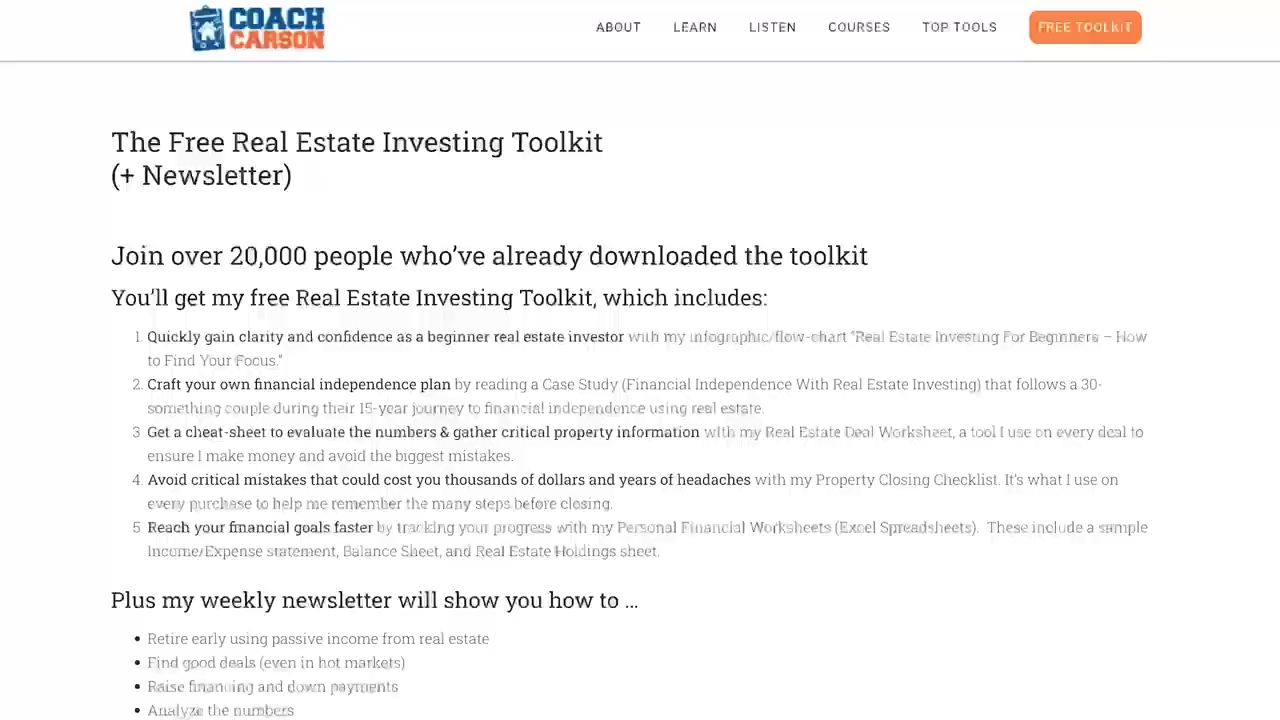 COACH
CARSON
ABOUT LEARN LISTEN COURSES TOP TOOLS FREE TOOLKIT
The Free Real Estate Investing Toolkit
(+ Newsletter)
Join over 20,000 people who’ve already downloaded the toolkit
You’ll get my free Real Estate Investing Toolkit, which includes:
1. Quickly gain clarity and confidence as a beginner real estate investor with my infographic/flow-chart “Real Estate Investing For Beginners – How
to Find Your Focus.”
2. Craft your own financial independence plan by reading a Case Study (Financial Independence With Real Estate Investing) that follows a 30-
something couple during their 15-year journey to financial independence using real estate.
3 Get a cheat-sheet to evaluate the numbers & gather critical property information with my Real Estate Deal Worksheet, a tool I use on every deal to
ensure I make money and avoid the biggest mistakes.
4. Avoid critical mistakes that could cost you thousands of dollars and years of headaches with my Property Closing Checklist. It’s what I use on
every purchase to help me remember the many steps before closing.
5 Reach your financial goals faster by tracking your progress with my Personal Financial Worksheets (Excel Spreadsheets). These include a sample
Income/Expense statement, Balance Sheet, and Real Estate Holdings sheet.
Plus my weekly newsletter will show you how to ...
• Retire early using passive income from real estate
• Find good deals (even in hot markets)
• Raise financing and down payments
• Analyze the numbers